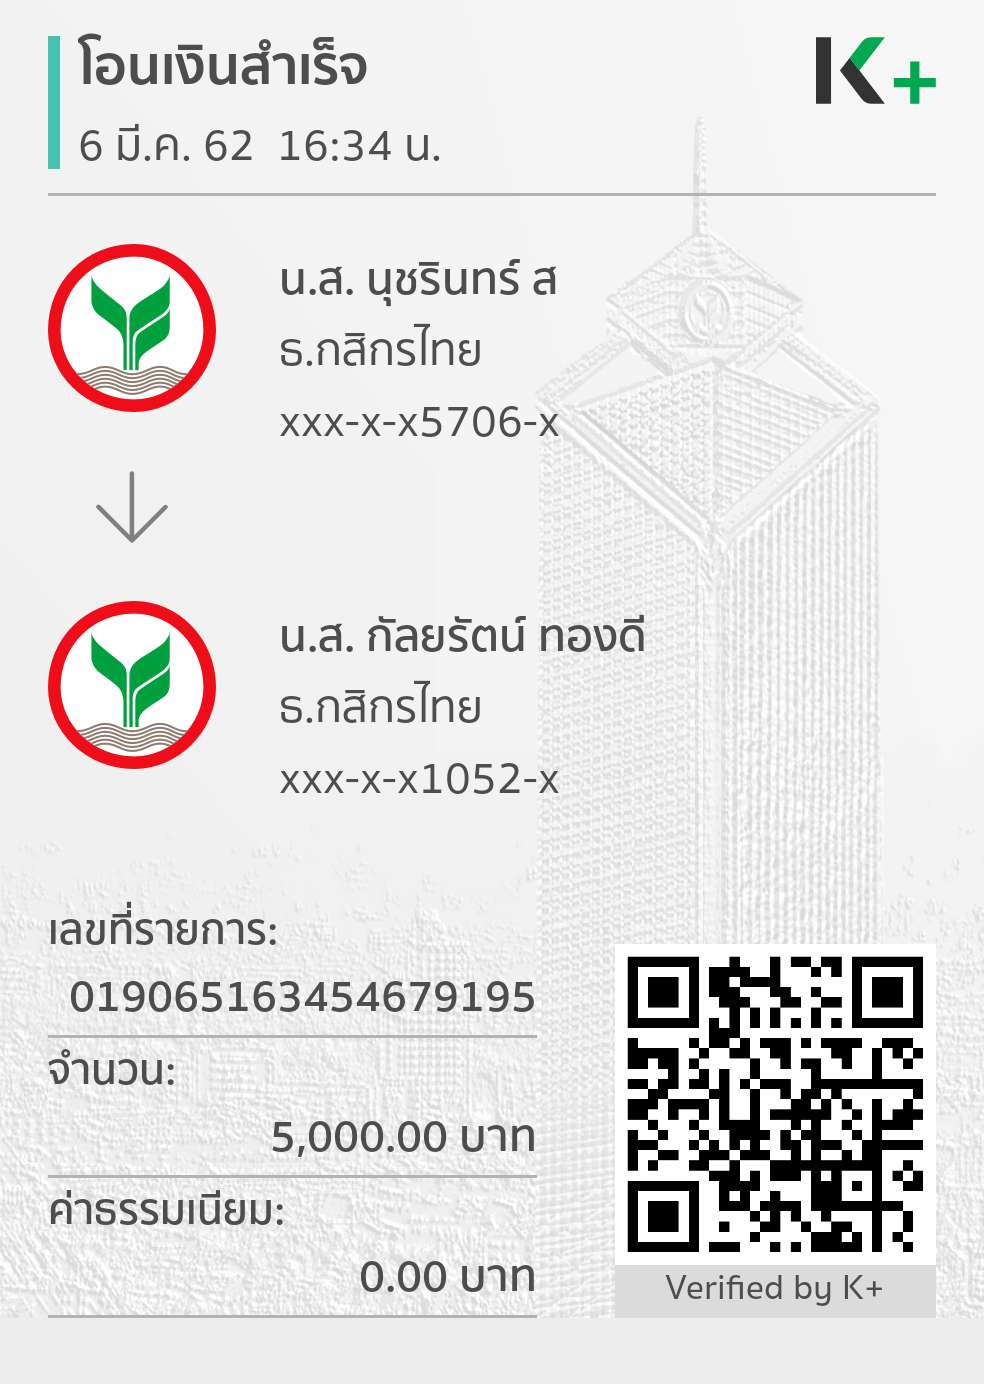 โอนเงินสำเร็จ
6 มี.ค. 62 16:34 น.
K+
น.ส. นุชรินทร์ ส
ธ.กสิกรไทย
xxx-x-x5706-x
น.ส. กัลยรัตน์ ทองดี
ธ.กสิกรไทย
xxx-x-x1052-x
เลขที่รายการ:
019065163454679195
จำนวน:
5,000.00 บาท
ค่าธรรมเนียม:
0.00 บาท
Verified by K+